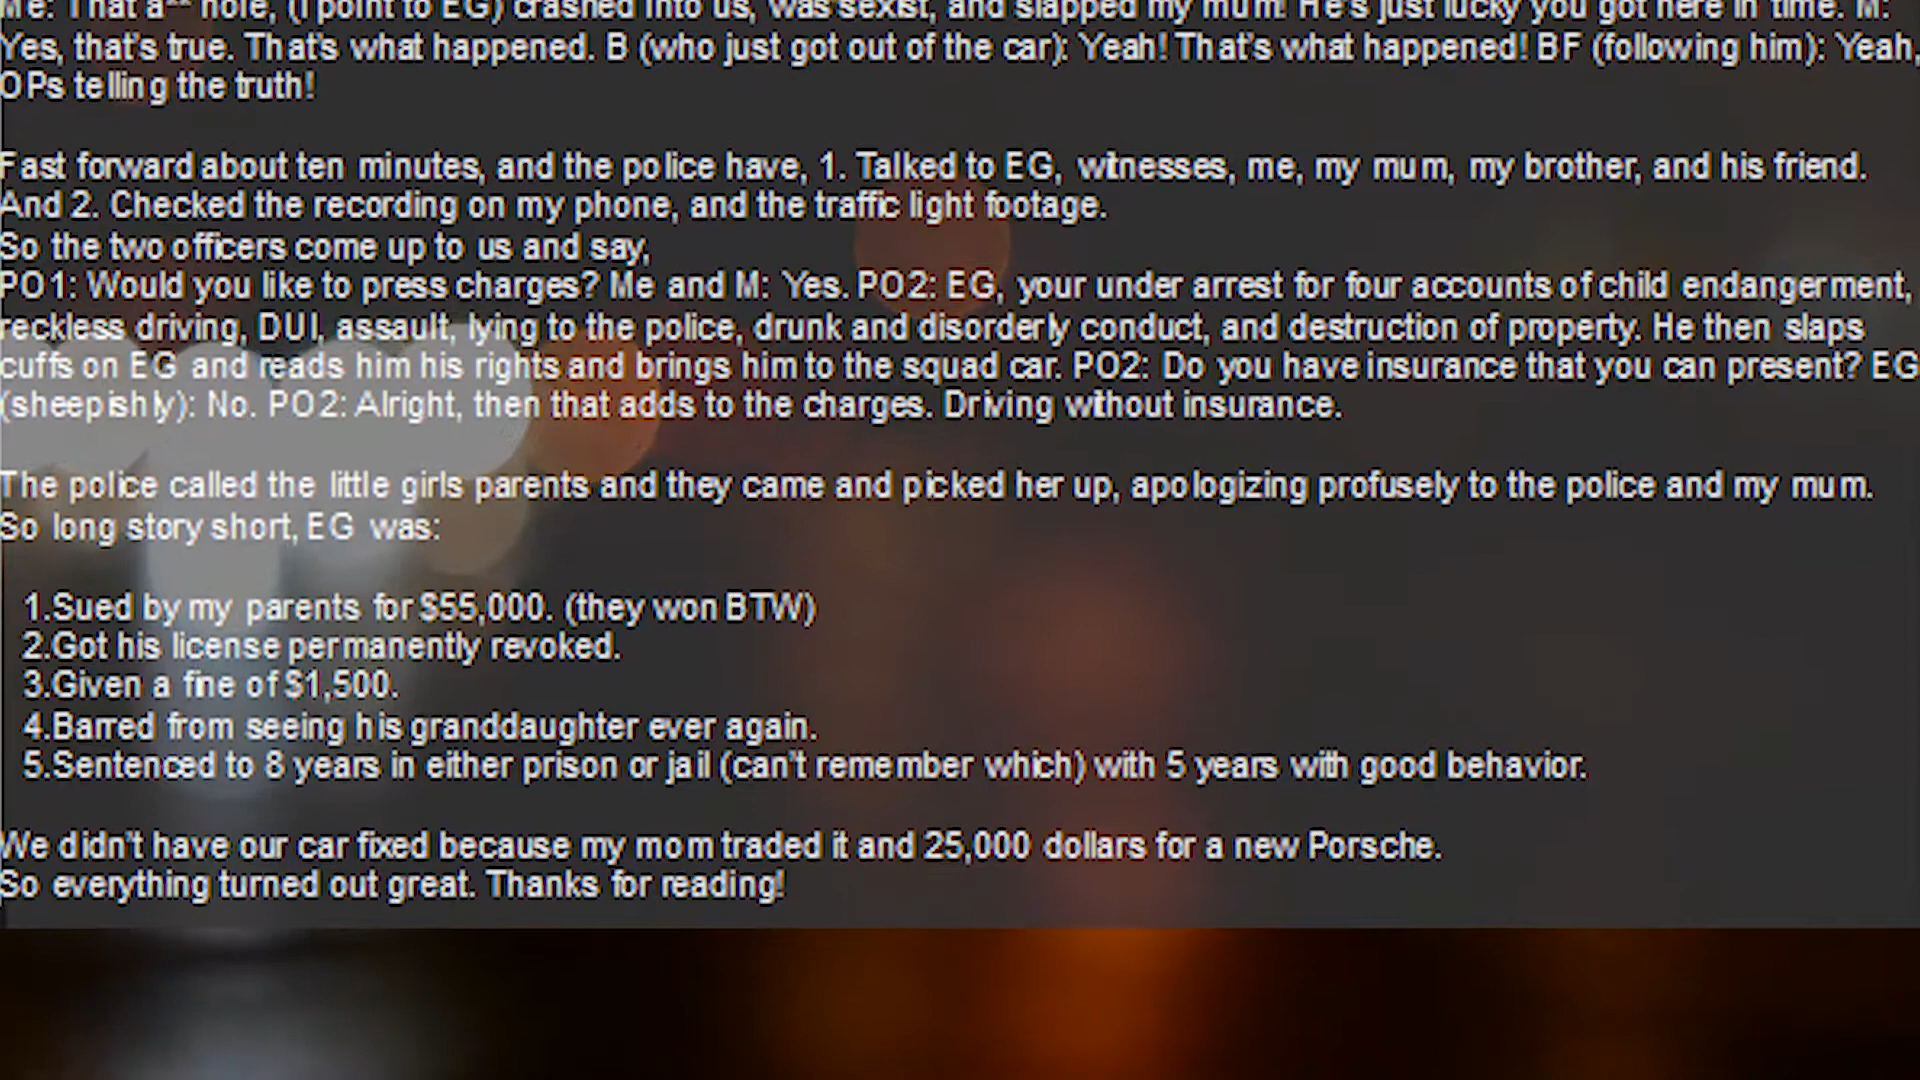 Me: That a** hole, (I point to EG) crashed into us, was sexist, and slapped my mum! He's just lucky you got here in time. M:
Yes, that's true. That's what happened. B (who just got out of the car): Yeah! That's what happened! BF (following him): Yeah,
OPs telling the truth!
Fast forward about ten minutes, and the police have, 1. Talked to EG, witnesses, me, my mum, my brother, and his friend.
And 2. Checked the recording on my phone, and the traffic light footage.
So the two officers come up to us and say,
PO1: Would you like to press charges? Me and M: Yes. PO2: EG, your under arrest for four accounts of child endangerment,
reckless driving, DUI, assault, lying to the police, drunk and disorderly conduct, and destruction of property. He then slaps
cuffs on EG and reads him his rights and brings him to the squad car. PO2: Do you have insurance that you can present? EG
(sheepishly): No. PO2: Alright, then that adds to the charges. Driving without insurance.
The police called the little girls parents and they came and picked her up, apologizing profusely to the police and my mum.
So long story short, EG was:
1.Sued by my parents for $55,000. (they won BTW)
2.Got his license permanently revoked.
3.Given a fine of $1,500.
4.Barred from seeing his granddaughter ever again.
5.Sentenced to 8 years in either prison or jail (can't remember which) with 5 years with good behavior.
We didn't have our car fixed because my mom traded it and 25,000 dollars for a new Porsche.
So everything turned out great. Thanks for reading!